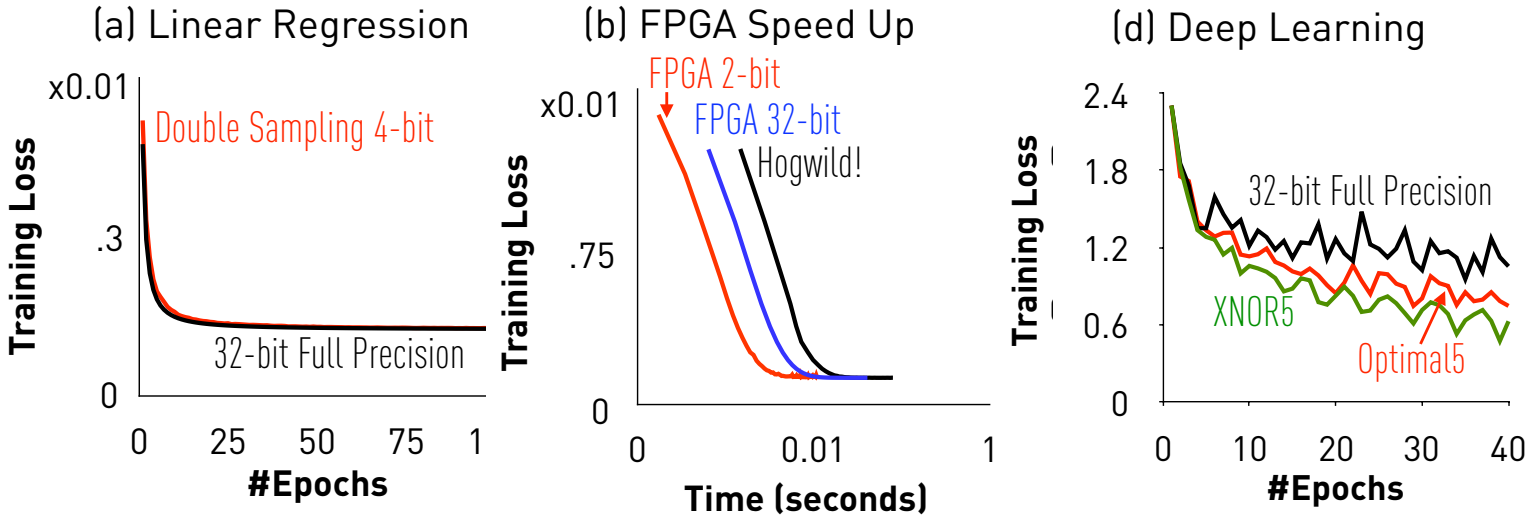 (a) Linear Regression
x0.01
.3
0
Training Loss
Double Sampling 4-bit
32-bit Full Precision
0 25 50 75 1
#Epochs
(b) FPGA Speed Up
x0.01
.75
0
Training Loss
FPGA 2-bit
FPGA 32-bit
Hogwild!
0 0.01 1
Time (seconds)
(d) Deep Learning
2.4
1.8
1.2
0.6
0
Training Loss
32-bit Full Precision
XNOR5
Optimal5
0 10 20 30 40
#Epochs